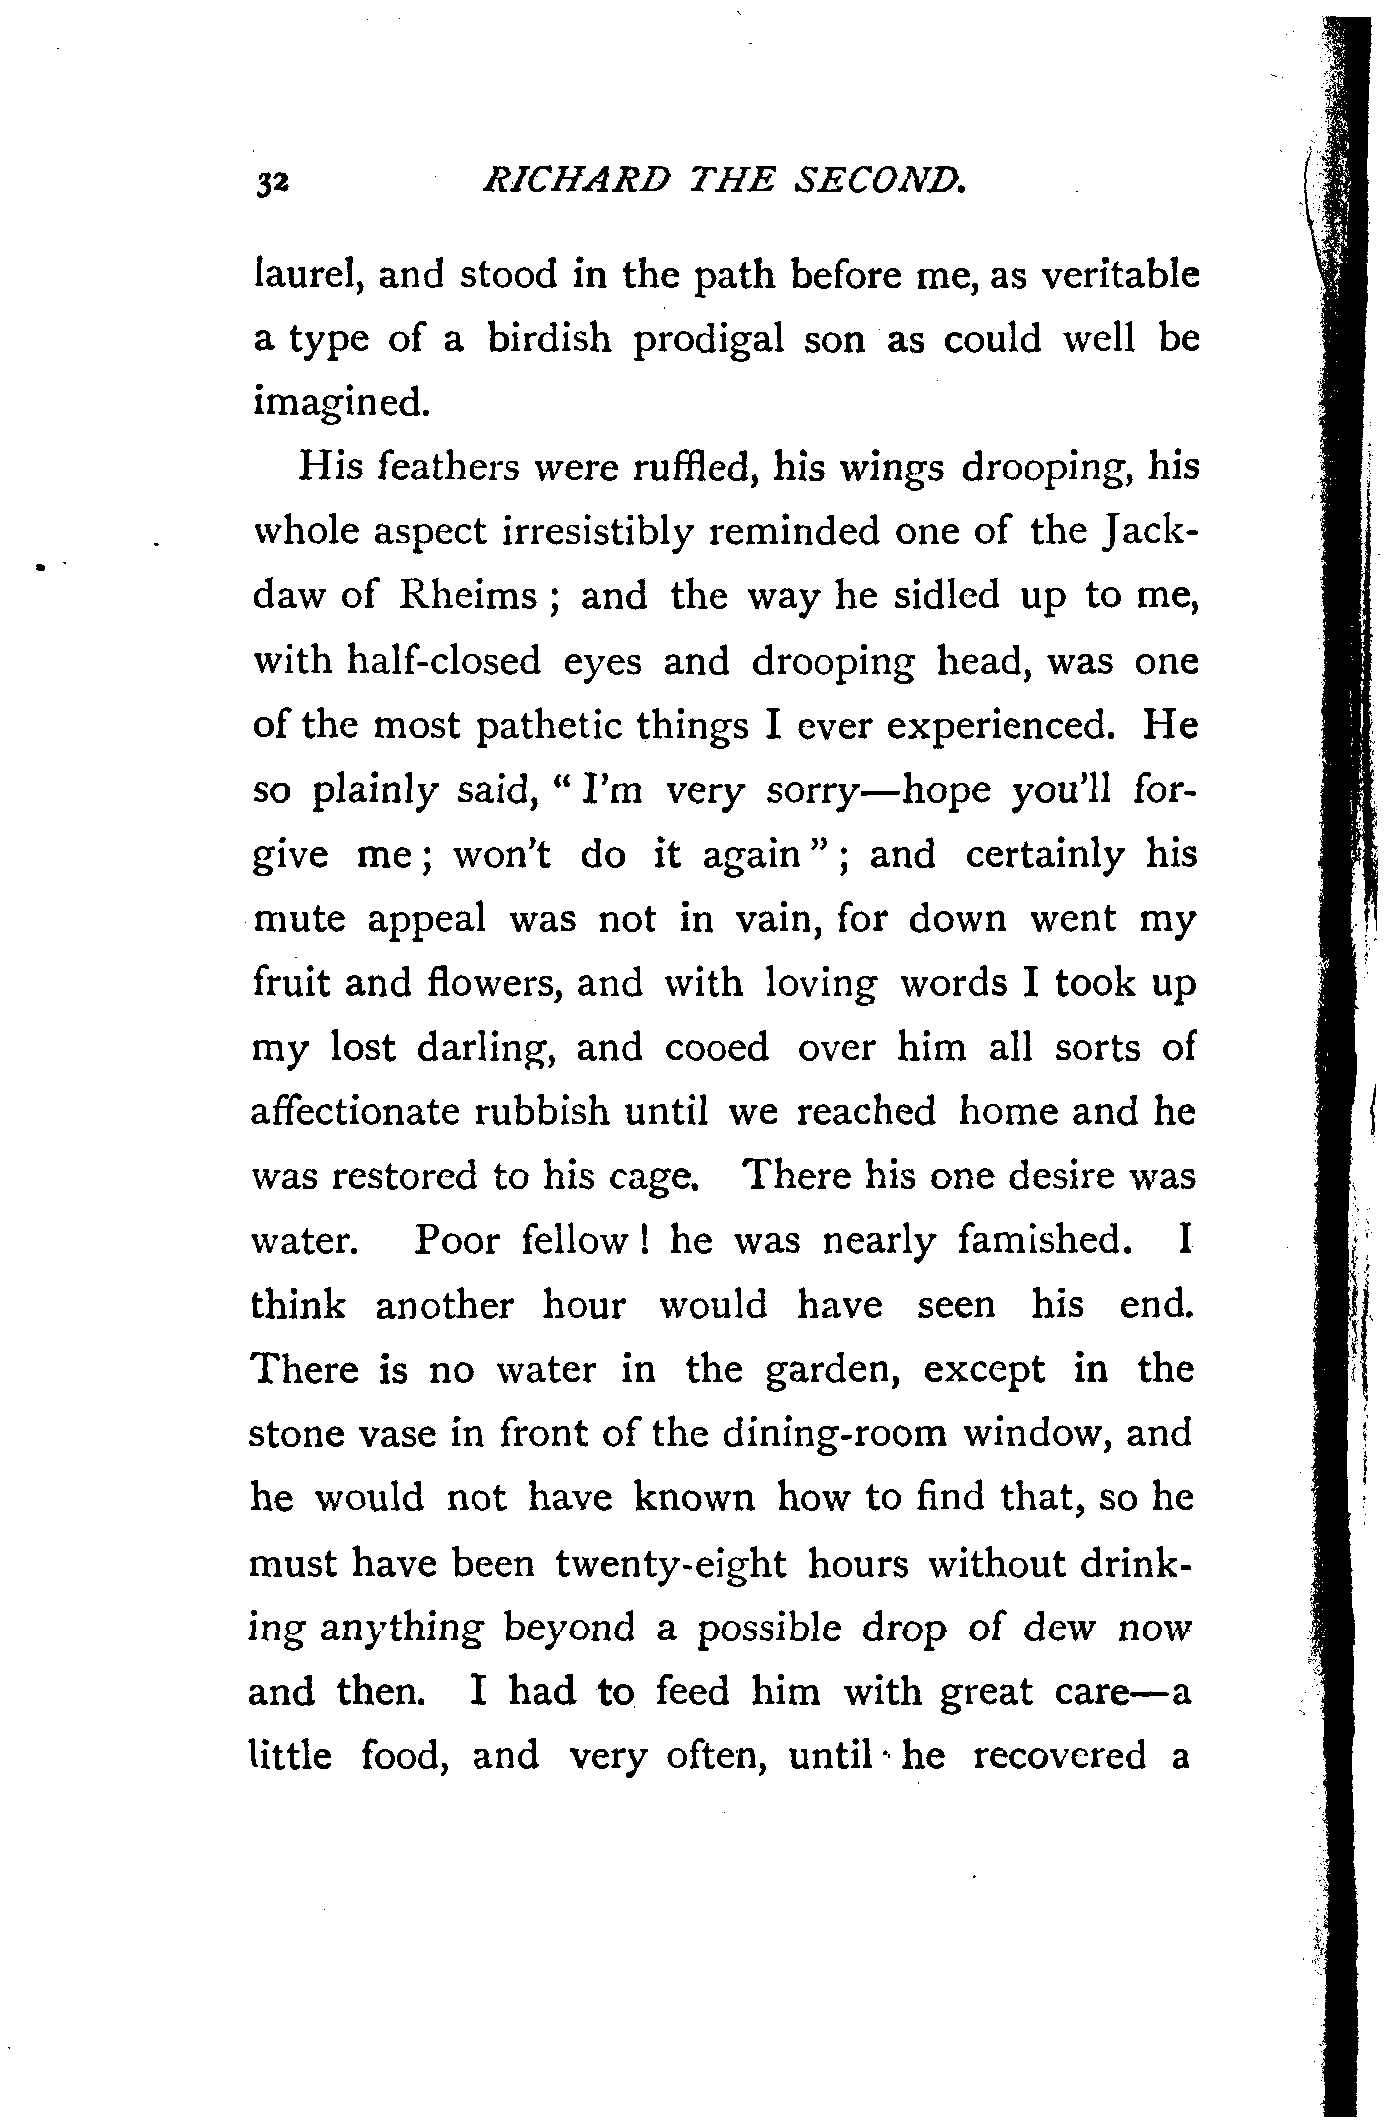 32 RICHARD THE SECOND.
laurel, and stood in the path before me, as veritable
a type of a birdish prodigal son as could well be
imagined.
His feathers were ruffled, his wings drooping, his
whole aspect irresistibly reminded one of the Jack-
daw of Rheims ; and the way he sidled up to me,
with half-closed eyes and drooping head, was one
of the most pathetic things I ever experienced. He
so plainly said, “ I'm very sorry—hope you'll for-
give me ; won't do it again ” ; and certainly his
mute appeal was not in vain, for down went my
fruit and flowers, and with loving words I took up
my lost darling, and cooed over him all sorts of
affectionate rubbish until we reached home and he
was restored to his cage. There his one desire was
water. Poor fellow ! he was nearly famished. I
think another hour would have seen his end.
There is no water in the garden, except in the
stone vase in front of the dining-room window, and
he would not have known how to find that, so he
must have been twenty-eight hours without drink-
ing anything beyond a possible drop of dew now
and then. I had to feed him with great care—a
little food, and very often, until he recovered a